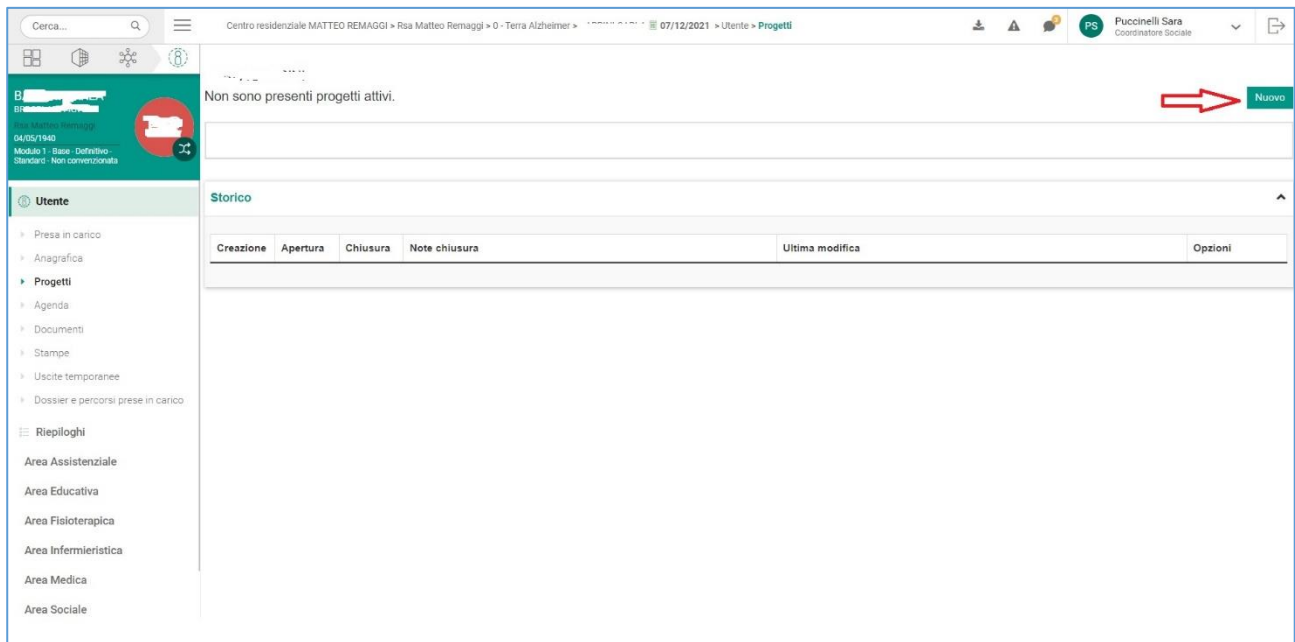 Cerca...
Centro residenziale MATTEO REMAGGI > Rsa Matteo Remaggi > 0 - Terra Alzheimer > 07/12/2021 > Utente > Progetti
PS
Puccinelli Sara
Coordinatore Sociale
Rsa Matteo Remaggi
04/05/1940
Modulo 1 - Base - Definitivo -
Standard - Non convenzionata
Non sono presenti progetti attivi.
Nuovo
Utente
Presa in carico
Anagrafica
Progetti
Agenda
Documenti
Stampe
Uscite temporanee
Dossier e percorsi prese in carico
Riepiloghi
Area Assistenziale
Area Educativa
Area Fisioterapica
Area Infermieristica
Area Medica
Area Sociale
Storico
Creazione Apertura Chiusura Note chiusura Ultima modifica Opzioni